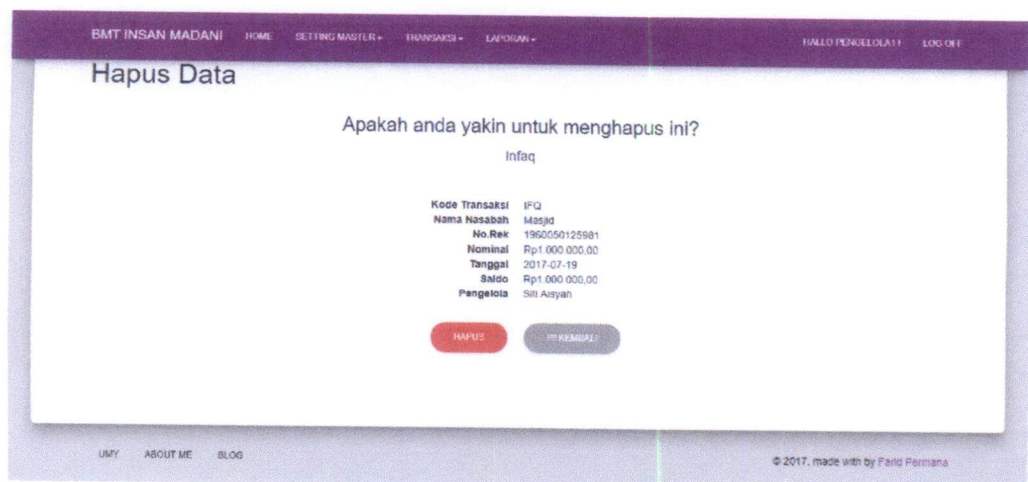 BMT INSAN MADANI HOME SETTING MASTER TRANSAKSI LAPORAN HALLO PENGELOLA11 LOG OFF
Hapus Data
Apakah anda yakin untuk menghapus ini?
Infaq
Kode Transaksi IFQ
Nama Nasabah Masjid
No.Rek 1960050125981
Nominal Rp1.000.000,00
Tanggal 2017-07-19
Saldo Rp1.000.000,00
Pengelola Siti Aisyah
HAPUS KEMBALI
UMY ABOUT ME BLOG © 2017, made with by Farid Permana